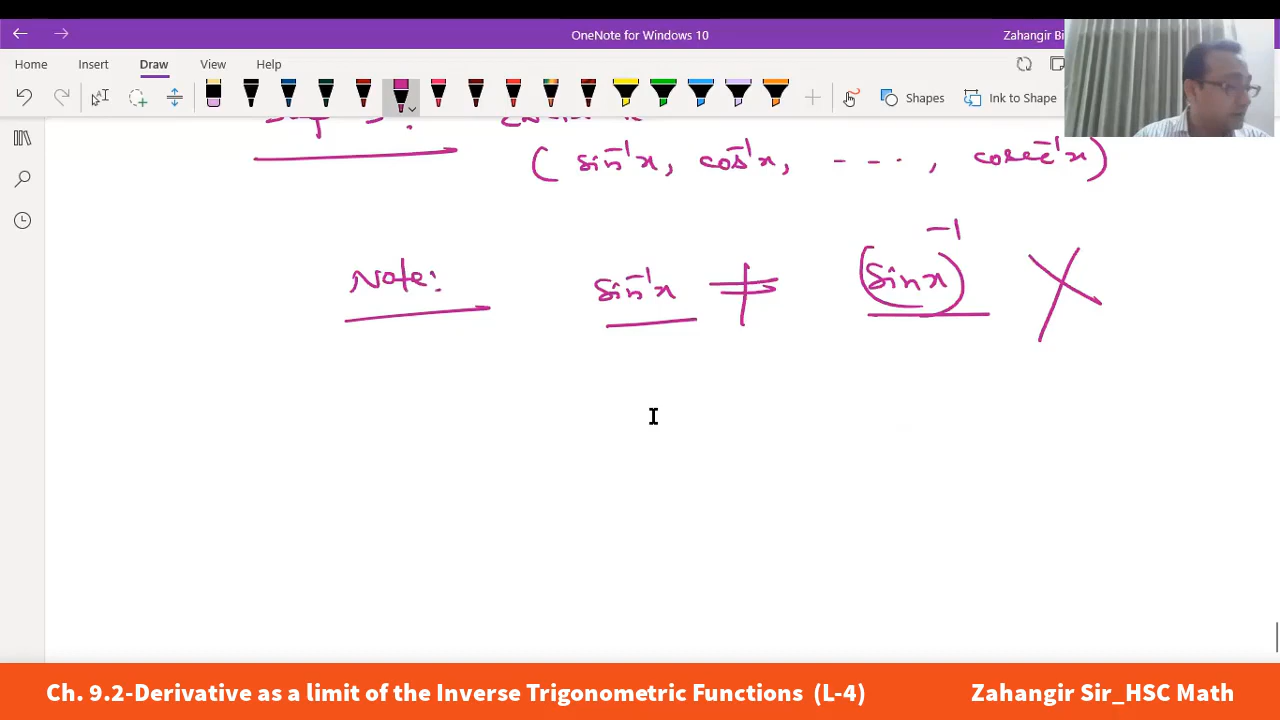 OneNote for Windows 10
Zahangir
Home Insert Draw View Help
Shapes Ink to Shape
(sin⁻¹x, cos⁻¹x, - - - . , cosec⁻¹x)
Note: sin⁻¹x ≠ (sinx)⁻¹ X
Ch. 9.2-Derivative as a limit of the Inverse Trigonometric Functions (L-4) Zahangir Sir_HSC Math